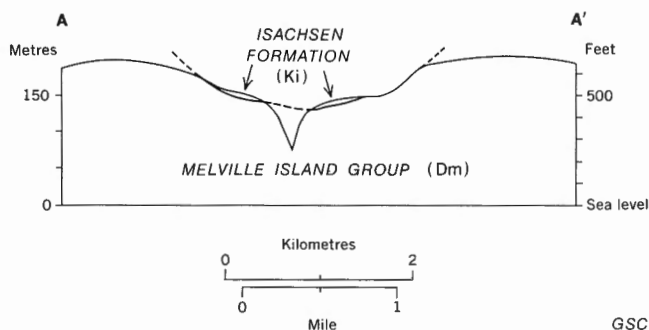 A
A'
ISACHSEN
FORMATION
(Ki)
Metres
Feet
150
500
MELVILLE ISLAND GROUP (Dm)
0
Sea level
Kilometres
0 2
0 1
Mile
GSC